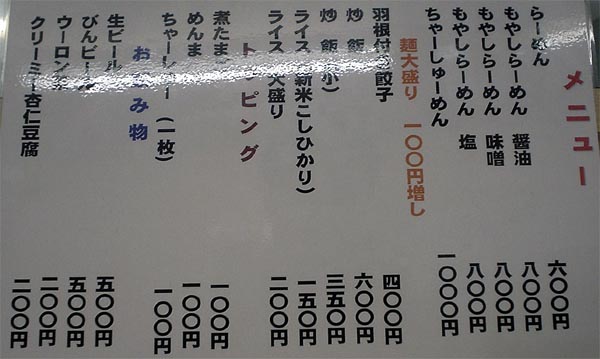 メニュー
らーめん 六〇〇円
もやしらーめん 醤油 八〇〇円
もやしらーめん 味噌 八〇〇円
もやしらーめん 塩 八〇〇円
ちゃーしゅーめん 一〇〇〇円
麺大盛り 一〇〇円増し
羽根付 餃子 四〇〇円
炒 飯 六〇〇円
炒 飯 小) 三五〇円
ライス 新米こしひかり) 一五〇円
ライス 大盛り 二〇〇円
ト ピング
煮たま 一〇〇円
めんま 一〇〇円
ちゃーし ー (一枚) 一〇〇円
お み物
生ビール 五〇〇円
びんビール 五〇〇円
ウーロン 二〇〇円
クリーミー杏仁豆腐 二〇〇円